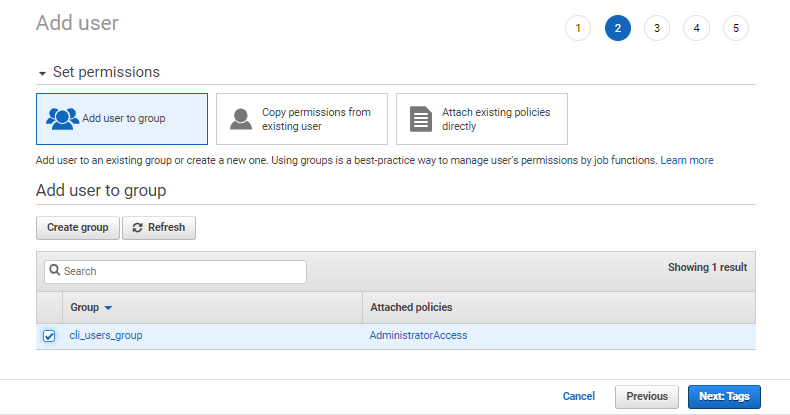 Add user
1 2 3 4 5
Set permissions
Add user to group
Copy permissions from
existing user
Attach existing policies
directly
Add user to an existing group or create a new one. Using groups is a best-practice way to manage user's permissions by job functions. Learn more
Add user to group
Create group Refresh
Search
Showing 1 result
Group Attached policies
cli_users_group AdministratorAccess
Cancel Previous Next: Tags